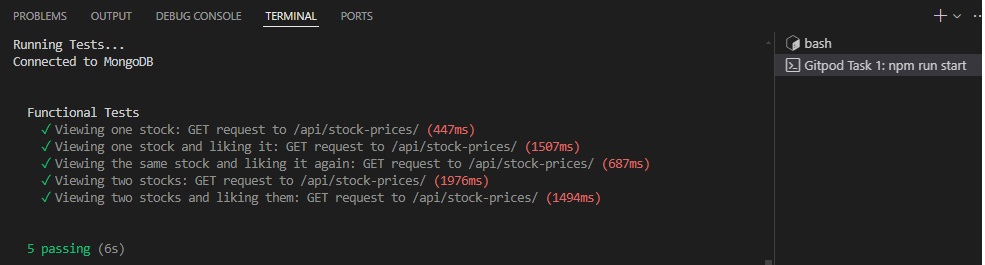 PROBLEMS OUTPUT DEBUG CONSOLE TERMINAL PORTS
Running Tests...
Connected to MongoDB
Functional Tests
✓ Viewing one stock: GET request to /api/stock-prices/ (447ms)
✓ Viewing one stock and liking it: GET request to /api/stock-prices/ (1507ms)
✓ Viewing the same stock and liking it again: GET request to /api/stock-prices/ (687ms)
✓ Viewing two stocks: GET request to /api/stock-prices/ (1976ms)
✓ Viewing two stocks and liking them: GET request to /api/stock-prices/ (1494ms)
5 passing (6s)
bash
Gitpod Task 1: npm run start